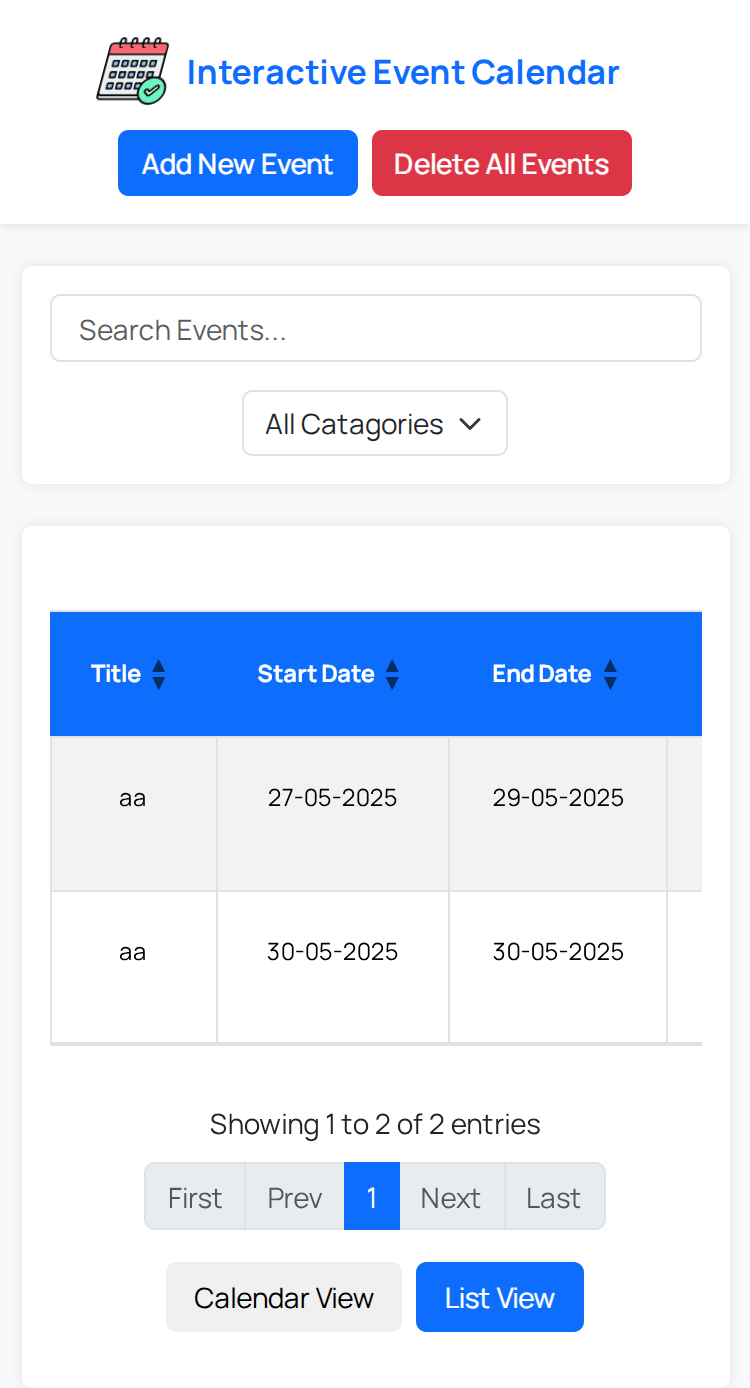 Interactive Event Calendar
Add New Event Delete All Events
Search Events...
All Catagories
Title Start Date End Date
aa 27-05-2025 29-05-2025
aa 30-05-2025 30-05-2025
Showing 1 to 2 of 2 entries
First Prev 1 Next Last
Calendar View List View